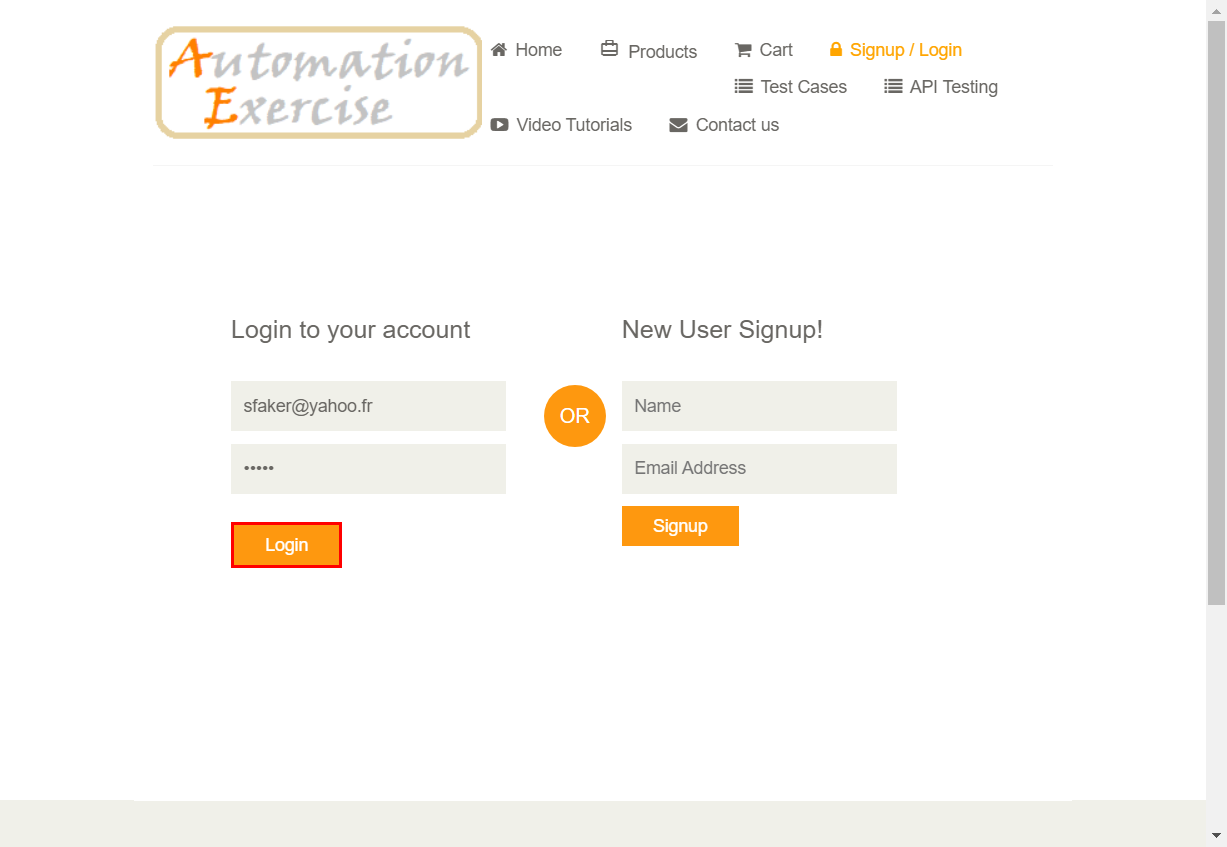 Automation
Exercise
Home Products Cart Signup / Login
Test Cases API Testing
Video Tutorials Contact us
Login to your account
New User Signup!
sfaker@yahoo.fr
•••••
Login
OR
Name
Email Address
Signup